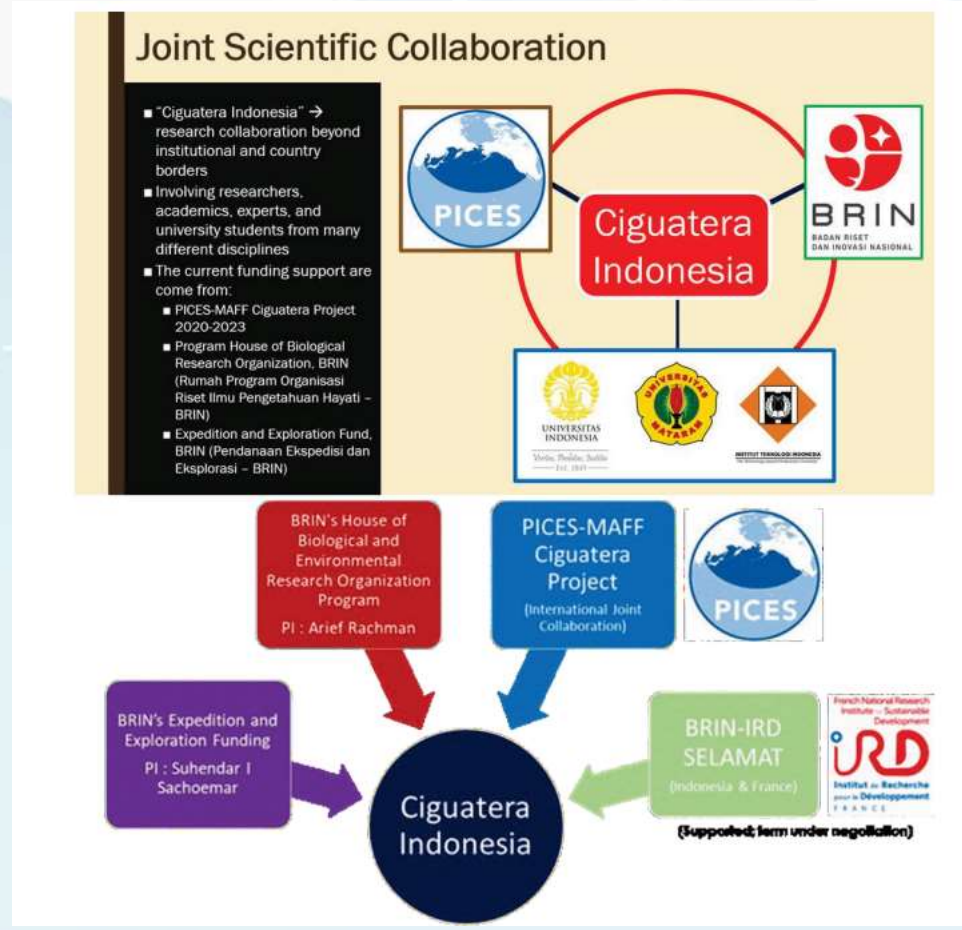 Joint Scientific Collaboration
■ "Ciguatera Indonesia" →
research collaboration beyond
institutional and country
borders
■ Involving researchers,
academics, experts, and
university students from many
different disciplines
■ The current funding support are
come from:
■ PICES-MAFF Ciguatera Project
2020-2023
■ Program House of Biological
Research Organization, BRIN
(Rumah Program Organisasi
Riset Ilmu Pengetahuan Hayati –
BRIN)
■ Expedition and Exploration Fund,
BRIN (Pendanaan Ekspedisi dan
Eksplorasi – BRIN)
PICES
Ciguatera
Indonesia
BRIN
BADAN RISET
DAN INOVASI NASIONAL
UNIVERSITAS
INDONESIA
Veritas, Probitas, Iustitia
EST. 1849
UNIVERSITAS
MATARAM
INSTITUT TEKNOLOGI INDONESIA
BRIN's House of
Biological and
Environmental
Research Organization
Program
PI : Arief Rachman
PICES-MAFF
Ciguatera
Project
(International Joint
Collaboration)
PICES
BRIN's Expedition and
Exploration Funding
PI : Suhendar I
Sachoemar
Ciguatera
Indonesia
BRIN-IRD
SELAMAT
(Indonesia & France)
French National Research
Institute – Sustainable
Development
IRD
Institut de Recherche
pour le Développement
FRANCE
(Supported; term under negotiation)